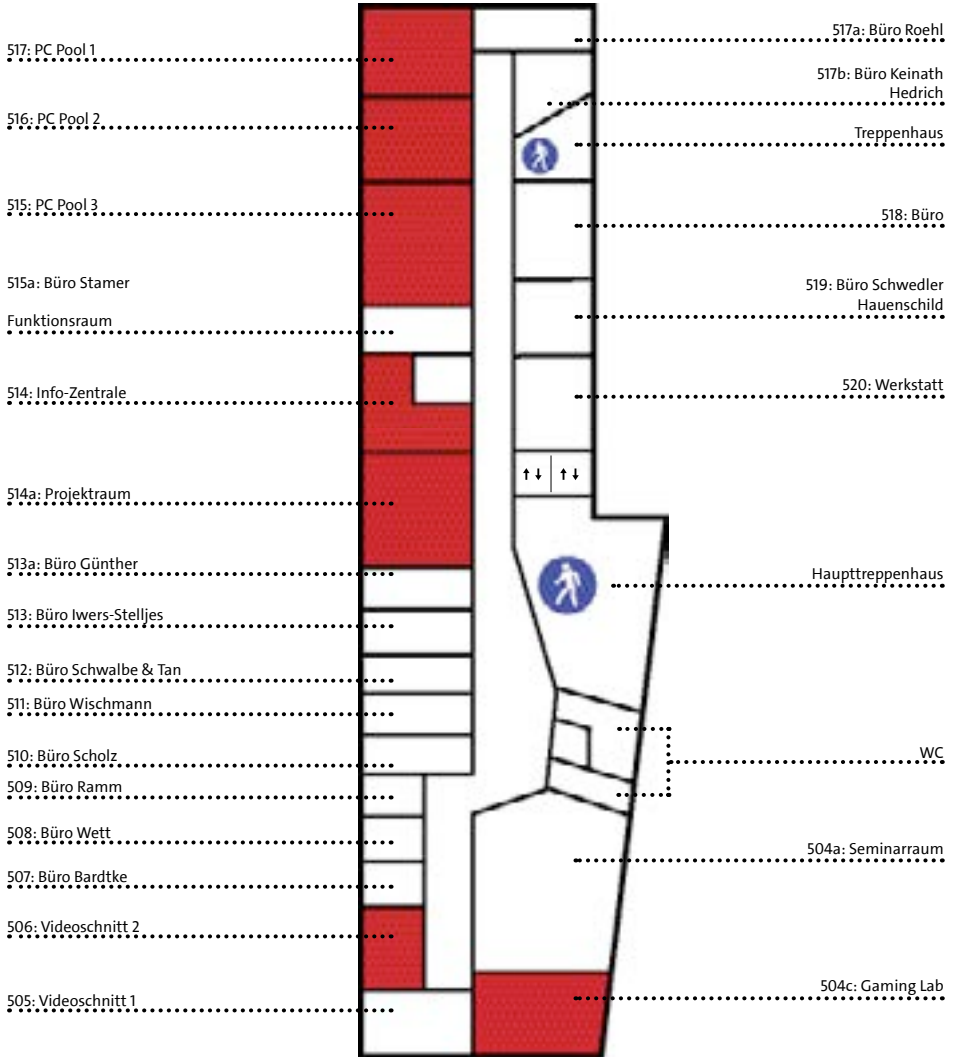 517: PC Pool 1
516: PC Pool 2
515: PC Pool 3
515a: Büro Stamer
Funktionsraum
514: Info-Zentrale
514a: Projektraum
513a: Büro Günther
513: Büro Iwers-Stelljes
512: Büro Schwalbe & Tan
511: Büro Wischmann
510: Büro Scholz
509: Büro Ramm
508: Büro Wett
507: Büro Bardtke
506: Videoschnitt 2
505: Videoschnitt 1
517a: Büro Roehl
517b: Büro Keinath
Hedrich
Treppenhaus
518: Büro
519: Büro Schwedler
Hauenschild
520: Werkstatt
Haupttreppenhaus
WC
504a: Seminarraum
504c: Gaming Lab